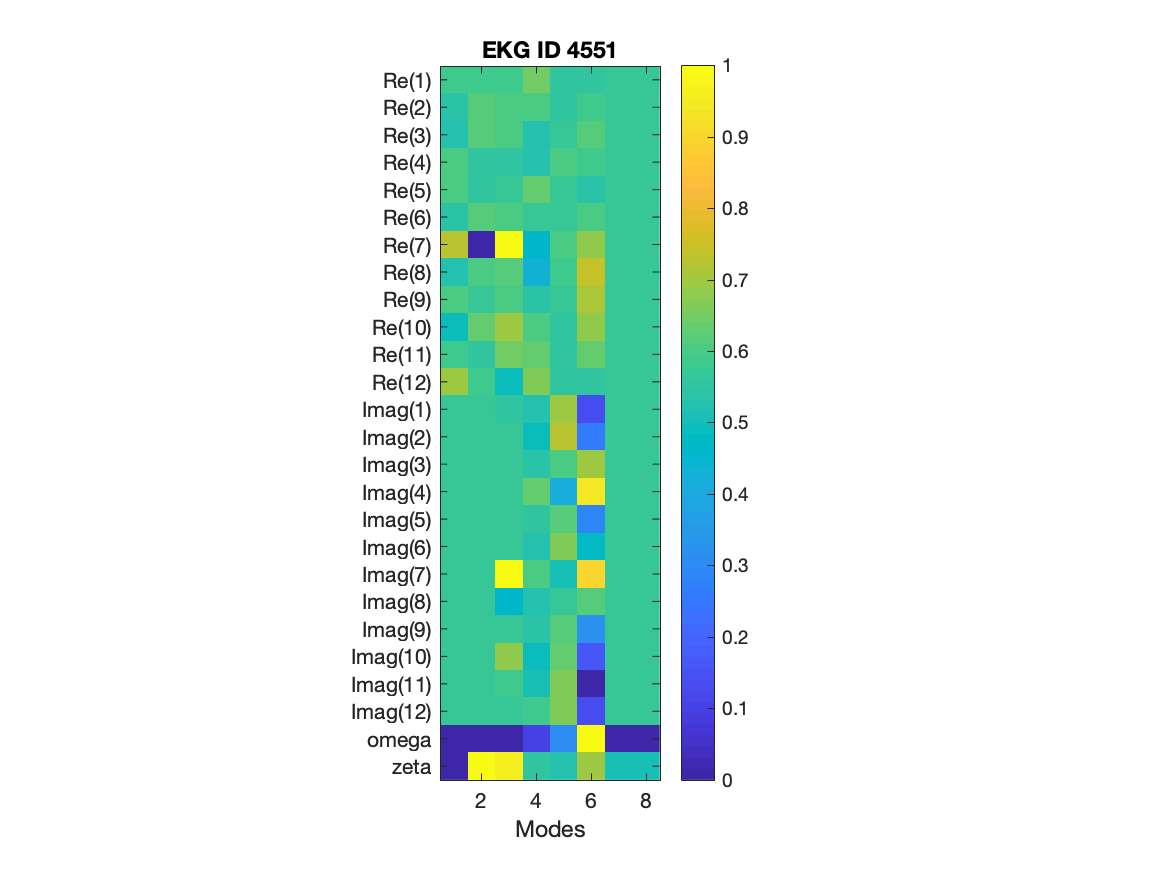 EKG ID 4551
Re(1)
Re(2)
Re(3)
Re(4)
Re(5)
Re(6)
Re(7)
Re(8)
Re(9)
Re(10)
Re(11)
Re(12)
Imag(1)
Imag(2)
Imag(3)
Imag(4)
Imag(5)
Imag(6)
Imag(7)
Imag(8)
Imag(9)
Imag(10)
Imag(11)
Imag(12)
omega
zeta
2 4 6 8
Modes
1
0.9
0.8
0.7
0.6
0.5
0.4
0.3
0.2
0.1
0